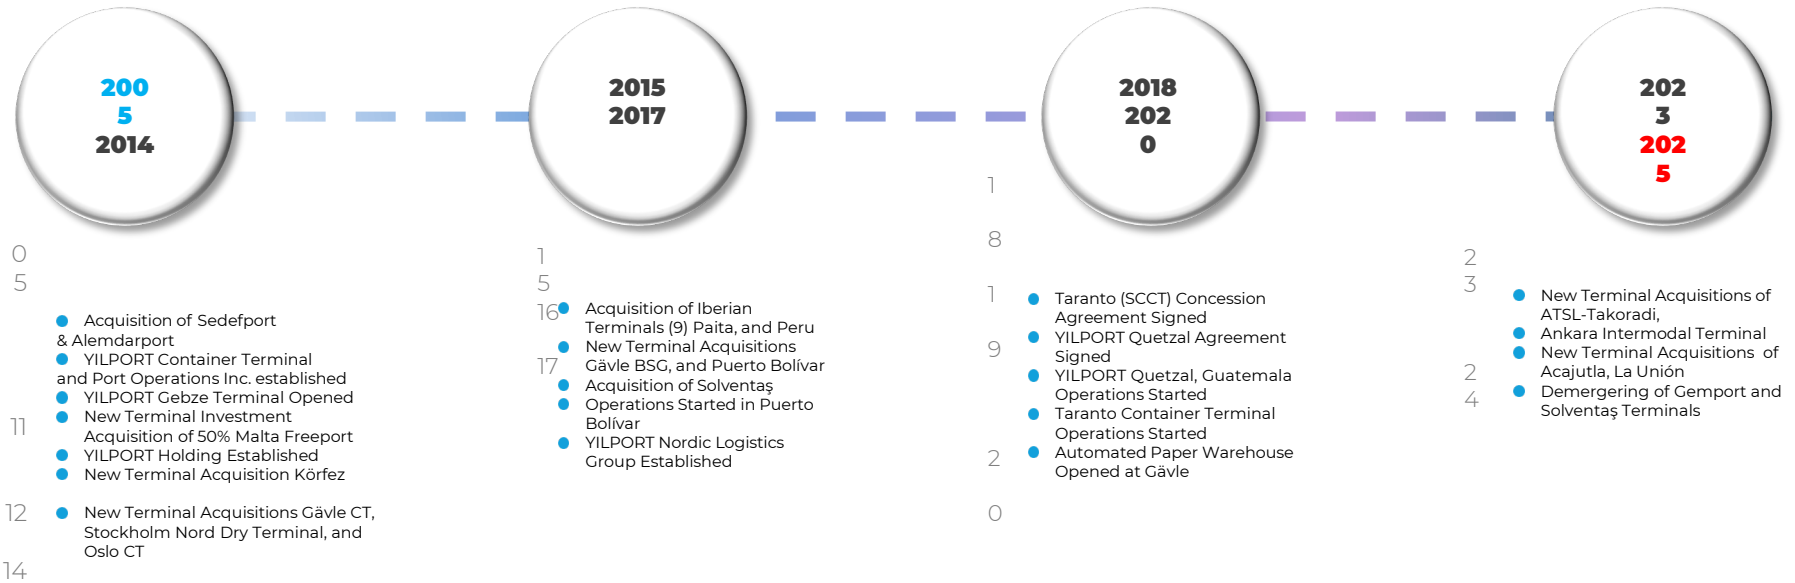 200
5
2014
2015
2017
2018
202
0
202
3
202
5
0
5
Acquisition of Sedefport
& Alemdarport
YILPORT Container Terminal
and Port Operations Inc. established
YILPORT Gebze Terminal Opened
New Terminal Investment
11
Acquisition of 50% Malta Freeport
YILPORT Holding Established
New Terminal Acquisition Körfez
12
New Terminal Acquisitions Gävle CT,
Stockholm Nord Dry Terminal, and
Oslo CT
14
1
5
16
Acquisition of Iberian
Terminals (9) Paita, and Peru
New Terminal Acquisitions
17
Gävle BSG, and Puerto Bolívar
Acquisition of Solventaş
Operations Started in Puerto
Bolívar
YILPORT Nordic Logistics
Group Established
1
8
1
Taranto (SCCT) Concession
Agreement Signed
YILPORT Quetzal Agreement
9
Signed
YILPORT Quetzal, Guatemala
Operations Started
Taranto Container Terminal
Operations Started
2
Automated Paper Warehouse
Opened at Gävle
0
2
3
New Terminal Acquisitions of
ATSL-Takoradi,
Ankara Intermodal Terminal
New Terminal Acquisitions of
2
Acajutla, La Unión
4
Demergering of Gemport and
Solventaş Terminals